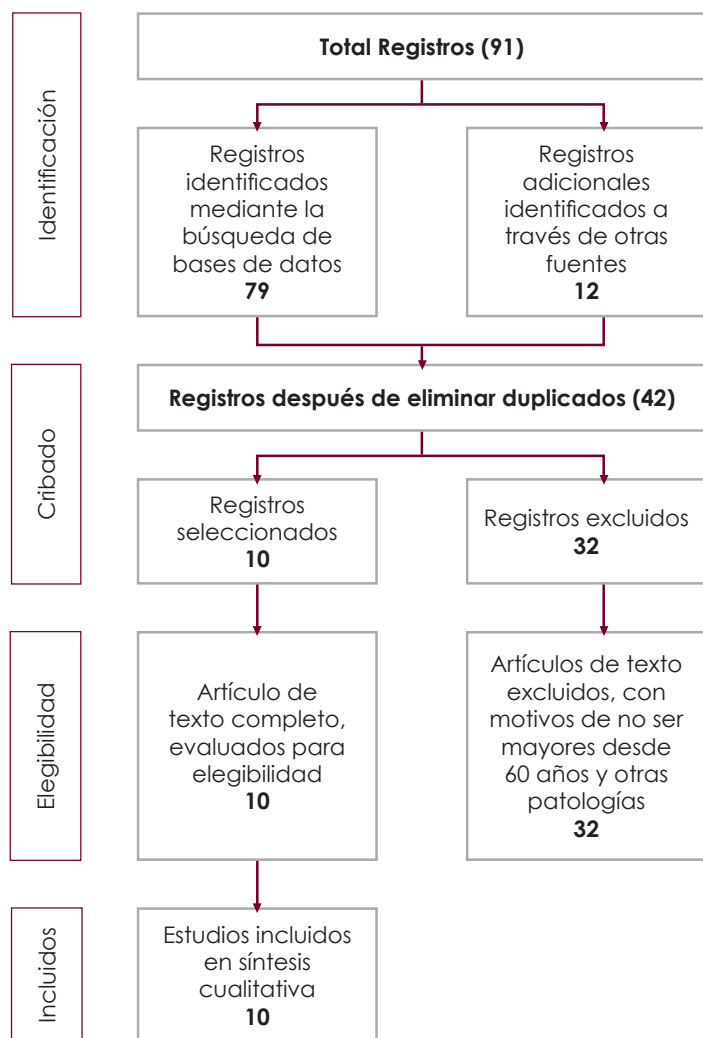 Identificación
Total Registros (91)
Registros
identificados
mediante la
búsqueda de
bases de datos
79
Registros
adicionales
identificados a
través de otras
fuentes
12
Cribado
Registros después de eliminar duplicados (42)
Registros
seleccionados
10
Registros excluidos
32
Elegibilidad
Artículo de
texto completo,
evaluados para
elegibilidad
10
Artículos de texto
excluidos, con
motivos de no ser
mayores desde
60 años y otras
patologías
32
Incluidos
Estudios incluidos
en síntesis
cualitativa
10